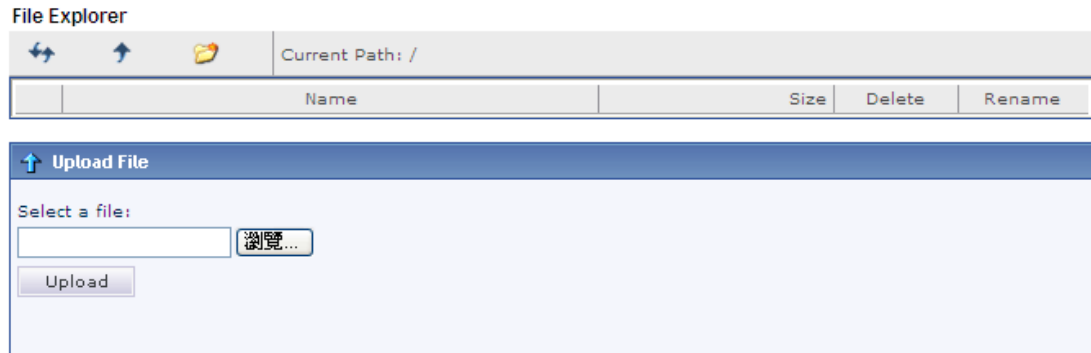 File Explorer
Current Path: /
Name Size Delete Rename
Upload File
Select a file:
瀏覽...
Upload